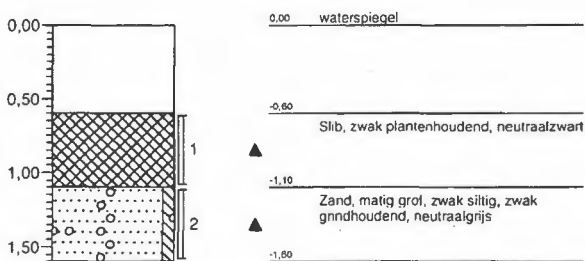 0,00
0,00 waterspiegel
0,50
-0,60
Slib, zwak plantenhoudend, neutraalzwart
1
1,00
-1,10
Zand, matig grof, zwak siltig, zwak
grindhoudend, neutraalgrijs
2
1,50
-1,60